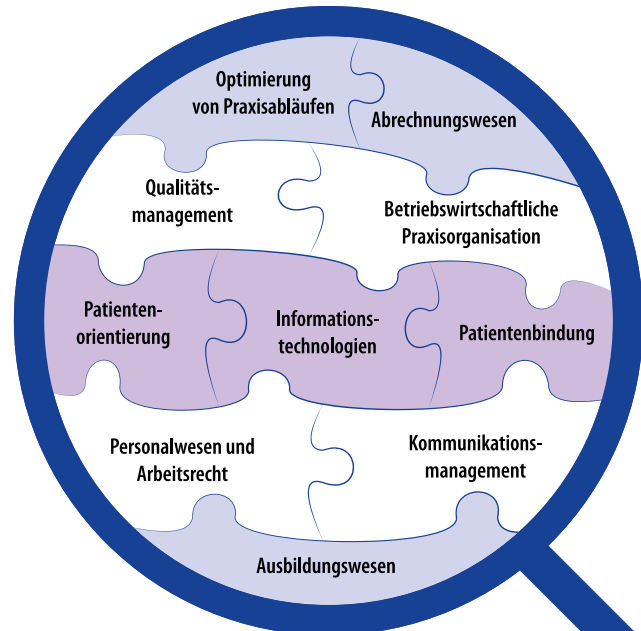 Optimierung
von Praxisabläufen
Abrechnungswesen
Qualitäts-
management
Betriebswirtschaftliche
Praxisorganisation
Patienten-
orientierung
Informations-
technologien
Patientenbindung
Personalwesen und
Arbeitsrecht
Kommunikations-
management
Ausbildungswesen